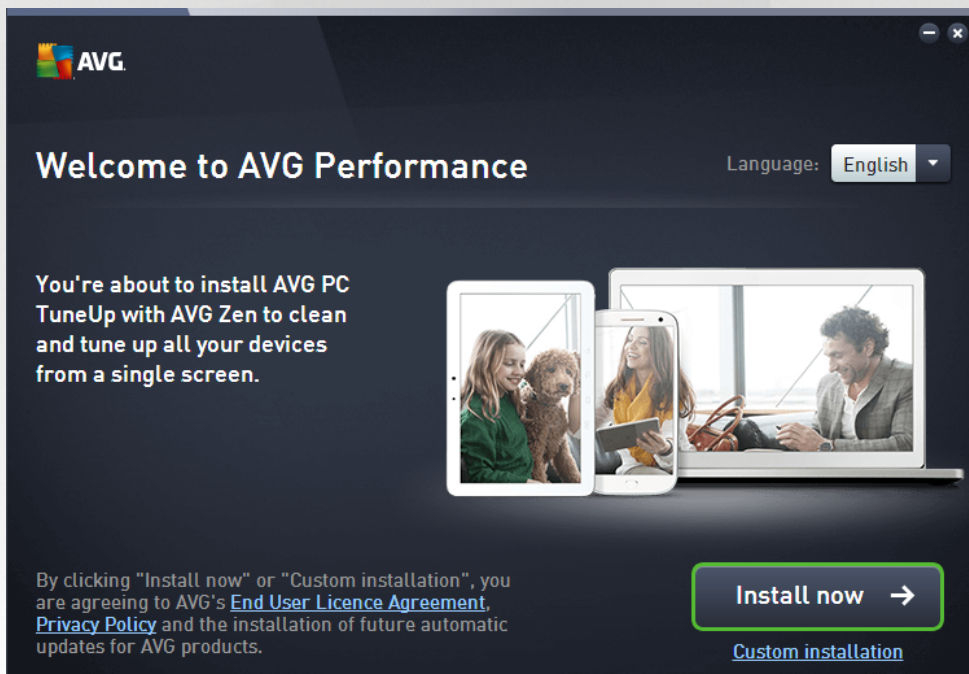 AVG.
Welcome to AVG Performance
Language: English
You're about to install AVG PC
TuneUp with AVG Zen to clean
and tune up all your devices
from a single screen.
By clicking "Install now" or "Custom installation", you
are agreeing to AVG's End User Licence Agreement,
Privacy Policy and the installation of future automatic
updates for AVG products.
Install now →
Custom installation